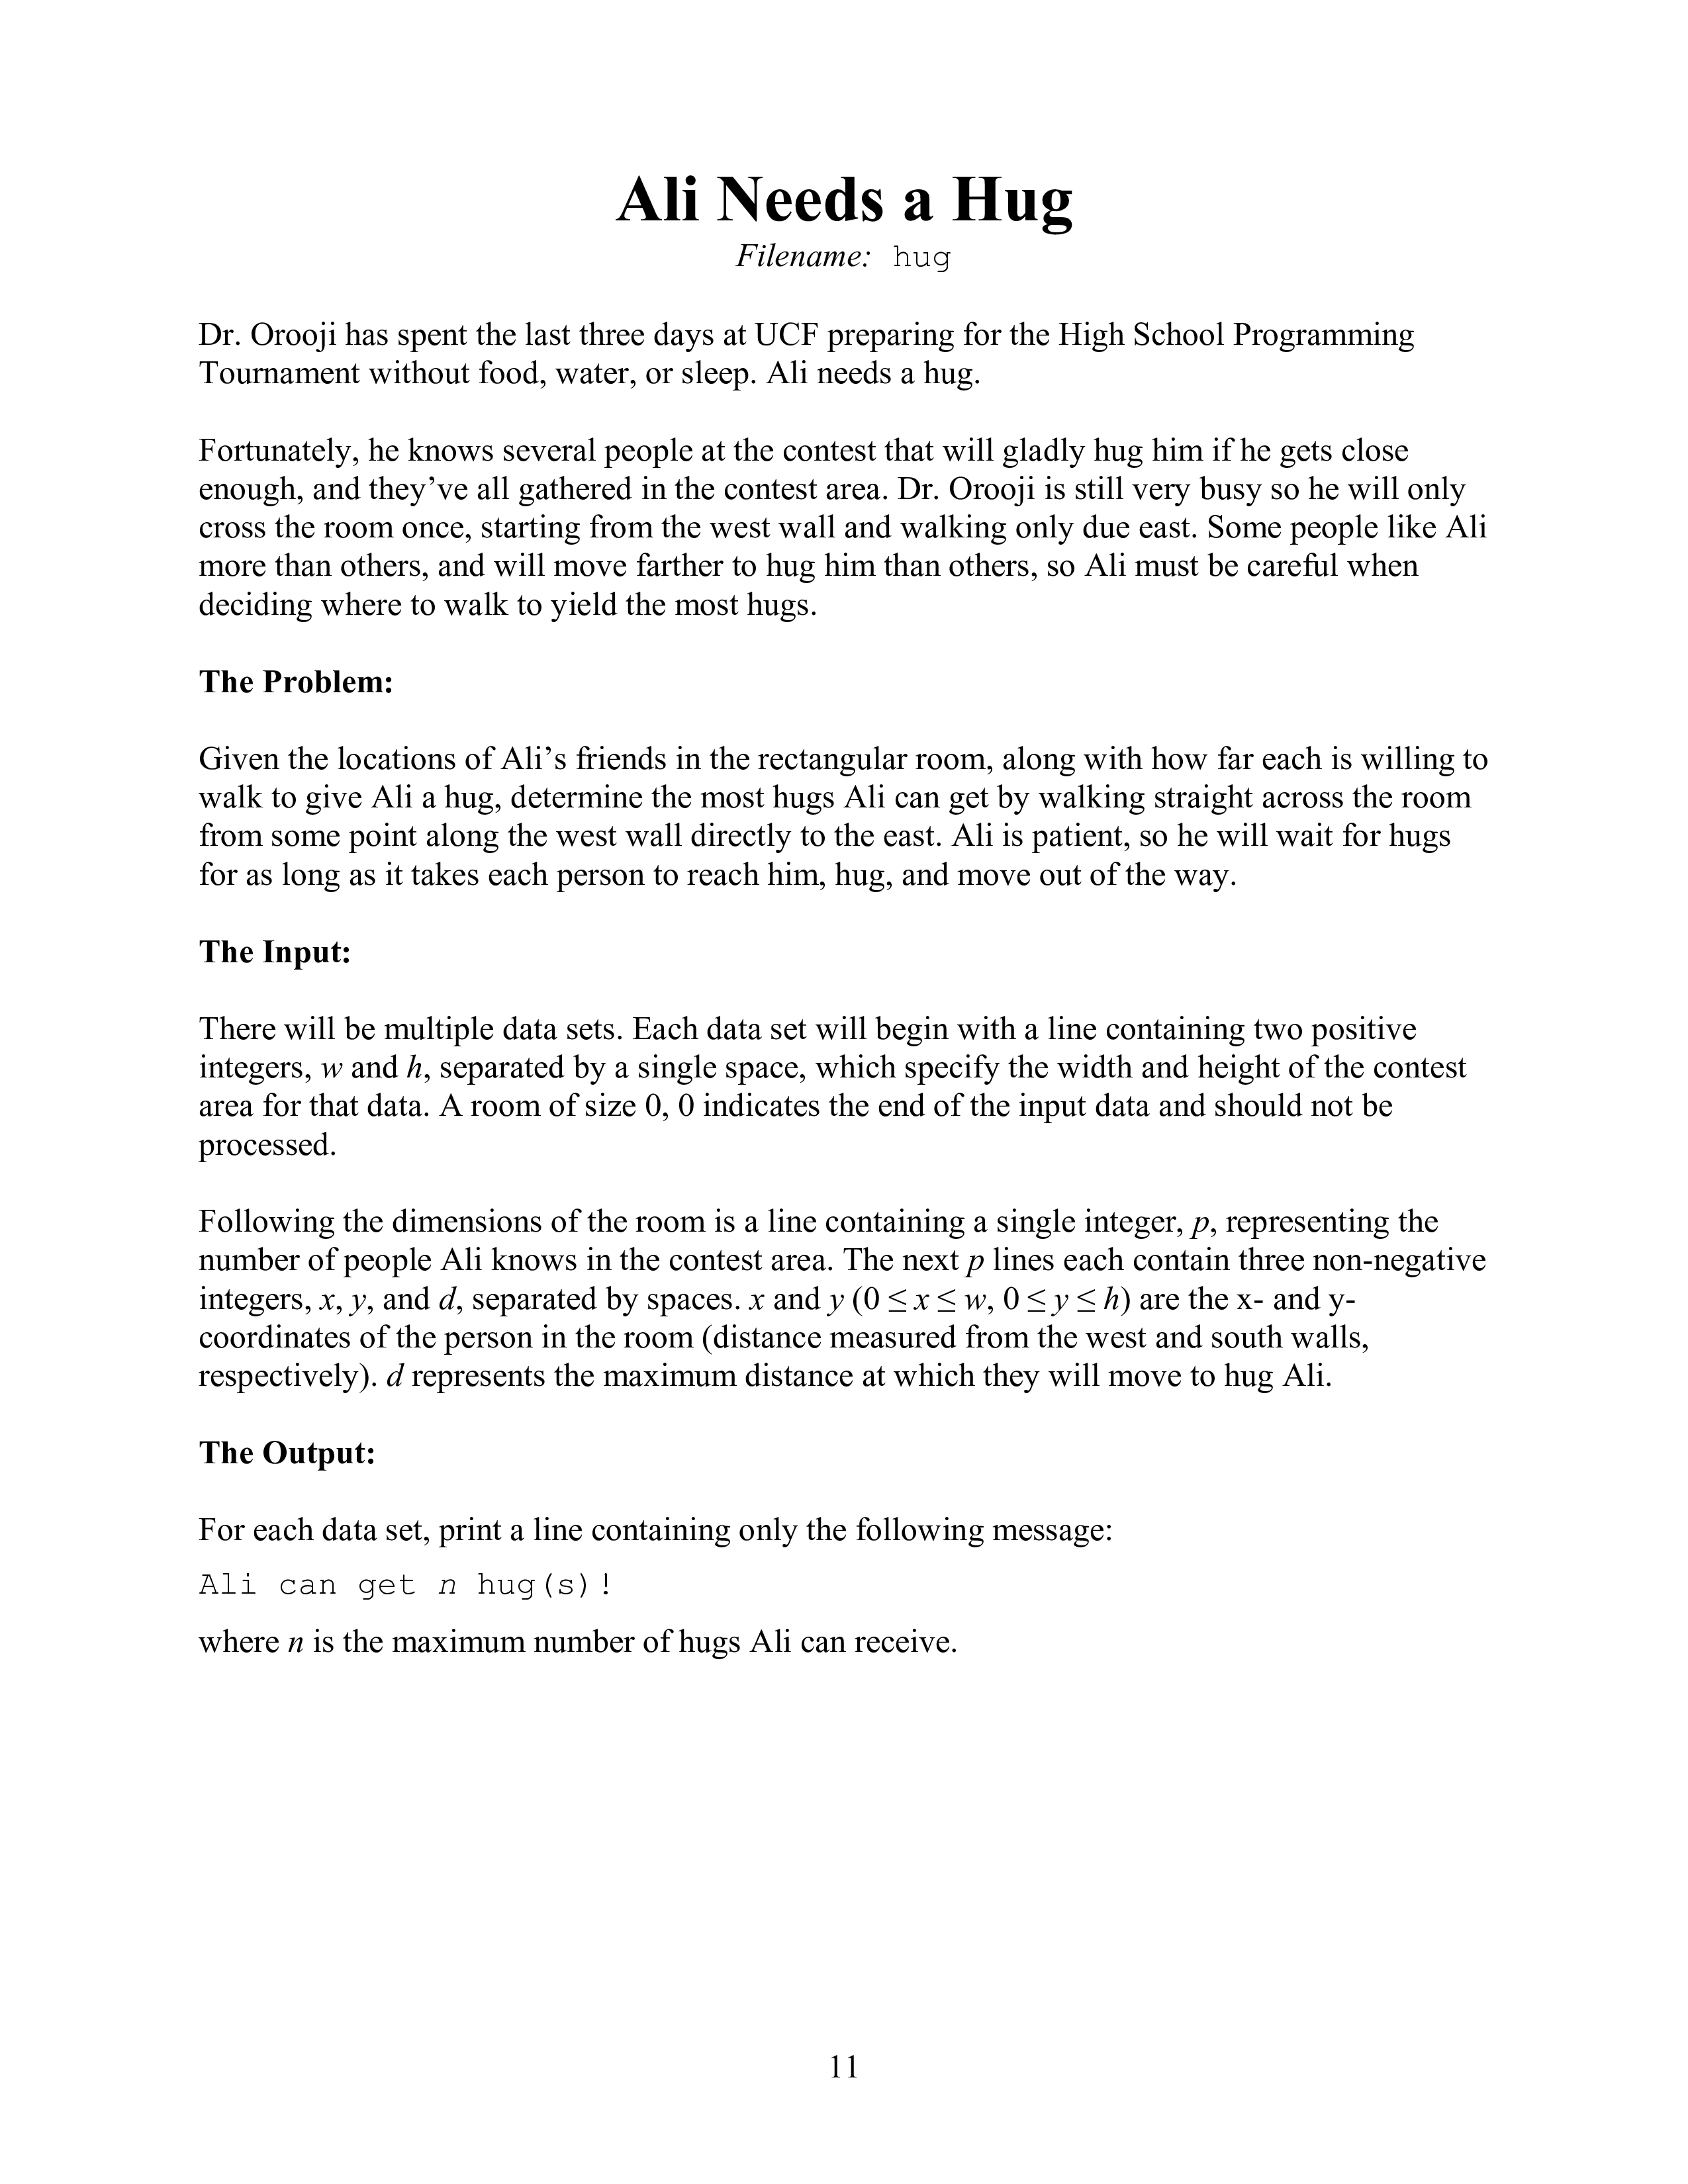 Ali Needs a Hug
Filename: hug
Dr. Orooji has spent the last three days at UCF preparing for the High School Programming
Tournament without food, water, or sleep. Ali needs a hug.
Fortunately, he knows several people at the contest that will gladly hug him if he gets close
enough, and they’ve all gathered in the contest area. Dr. Orooji is still very busy so he will only
cross the room once, starting from the west wall and walking only due east. Some people like Ali
more than others, and will move farther to hug him than others, so Ali must be careful when
deciding where to walk to yield the most hugs.
The Problem:
Given the locations of Ali’s friends in the rectangular room, along with how far each is willing to
walk to give Ali a hug, determine the most hugs Ali can get by walking straight across the room
from some point along the west wall directly to the east. Ali is patient, so he will wait for hugs
for as long as it takes each person to reach him, hug, and move out of the way.
The Input:
There will be multiple data sets. Each data set will begin with a line containing two positive
integers, w and h, separated by a single space, which specify the width and height of the contest
area for that data. A room of size 0, 0 indicates the end of the input data and should not be
processed.
Following the dimensions of the room is a line containing a single integer, p, representing the
number of people Ali knows in the contest area. The next p lines each contain three non-negative
integers, x, y, and d, separated by spaces. x and y (0 ≤ x ≤ w, 0 ≤ y ≤ h) are the x- and y-
coordinates of the person in the room (distance measured from the west and south walls,
respectively). d represents the maximum distance at which they will move to hug Ali.
The Output:
For each data set, print a line containing only the following message:
Ali can get n hug(s)!
where n is the maximum number of hugs Ali can receive.
11